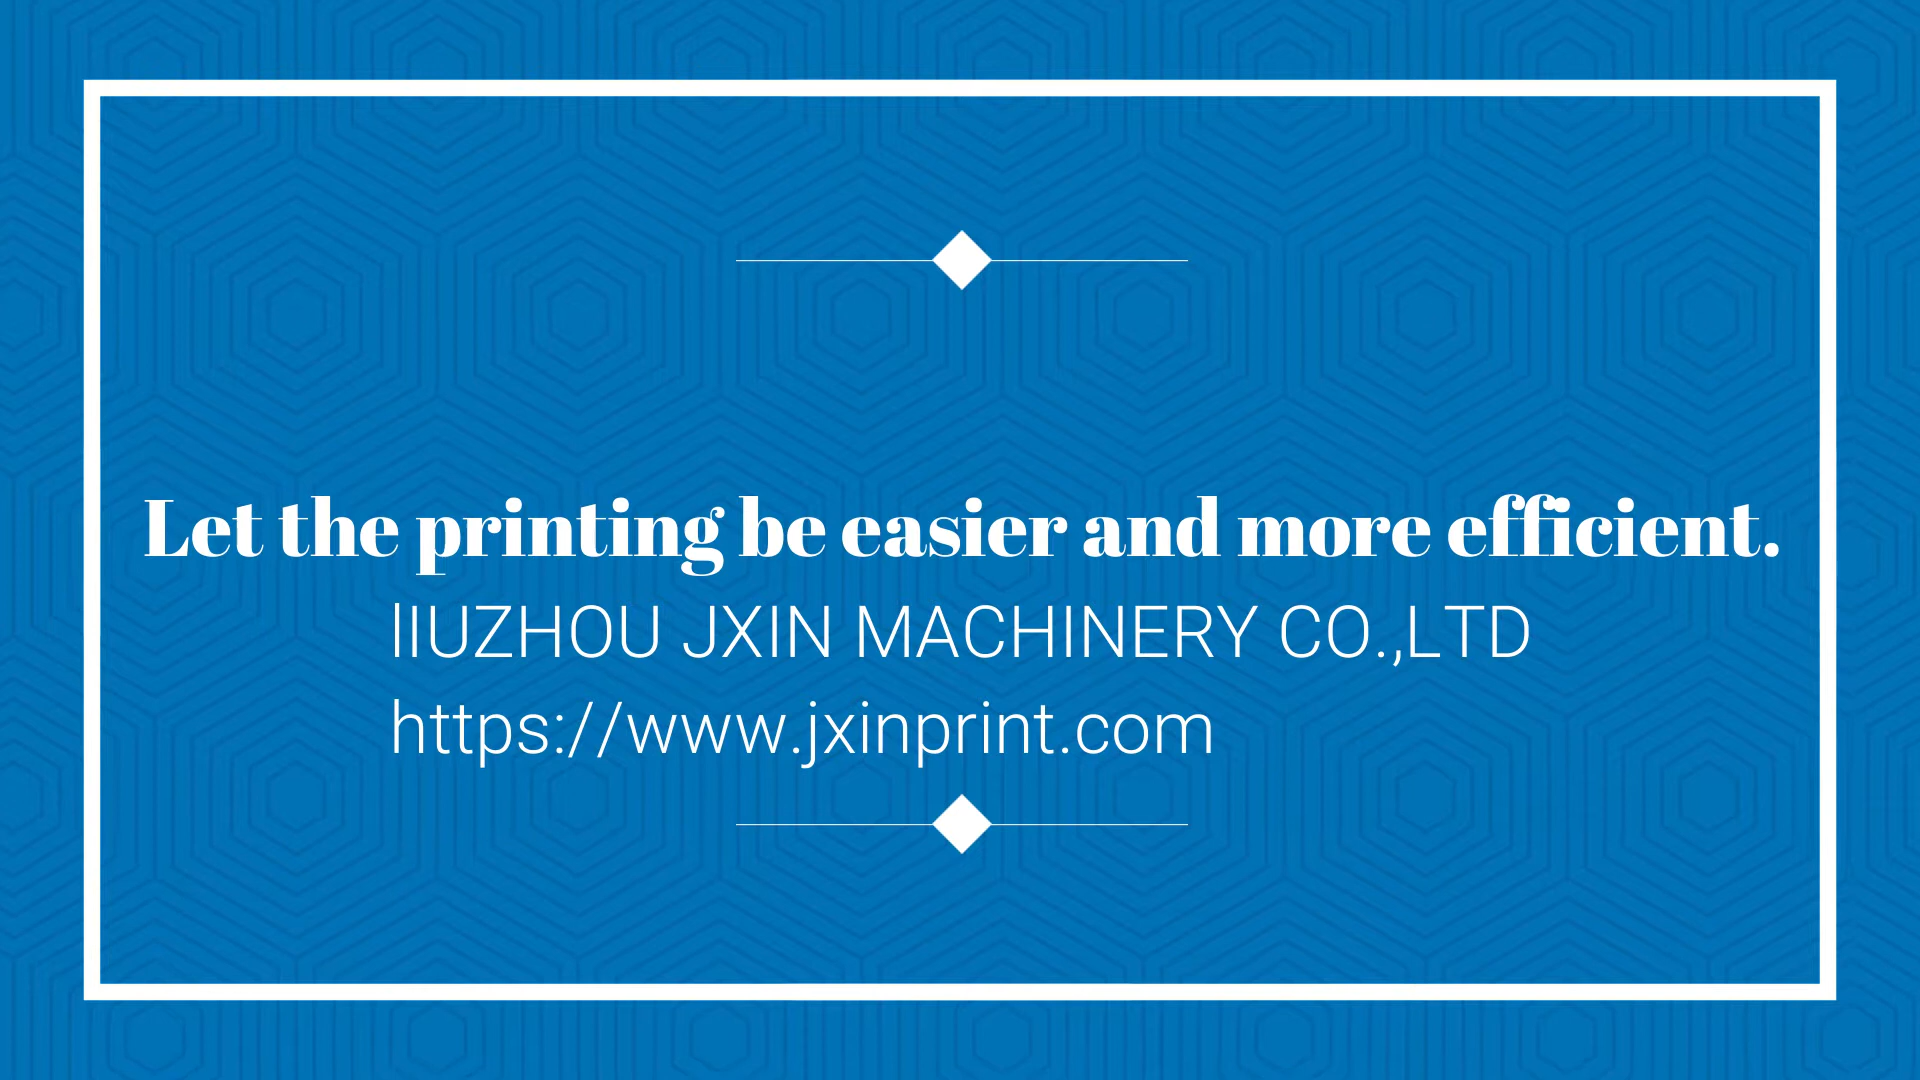 Let the printing be easier and more efficient.
lIUZHOU JXIN MACHINERY CO.,LTD
https://www.jxinprint.com